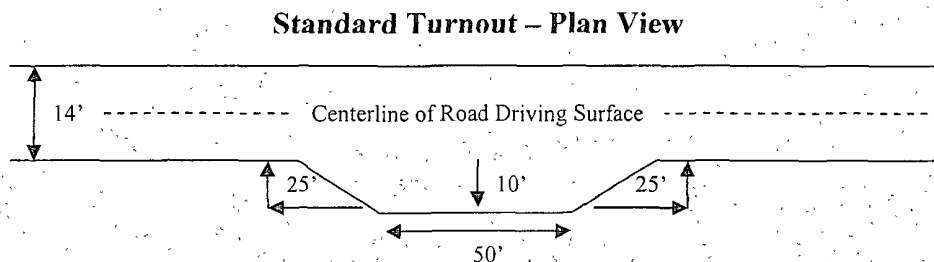 Standard Turnout – Plan View
14’ Centerline of Road Driving Surface
25’ 10’ 25’
50’